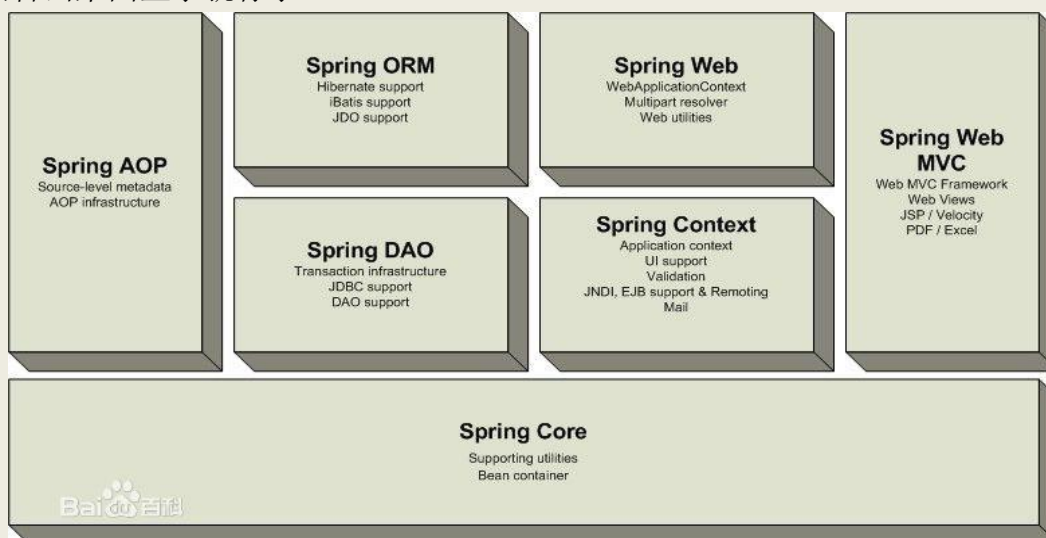 Spring AOP
Source-level metadata
AOP infrastructure
Spring ORM
Hibernate support
iBatis support
JDO support
Spring Web
WebApplicationContext
Multipart resolver
Web utilities
Spring Web
MVC
Web MVC Framework
Web Views
JSP / Velocity
PDF / Excel
Spring DAO
Transaction infrastructure
JDBC support
DAO support
Spring Context
Application context
UI support
Validation
JNDI, EJB support & Remoting
Mail
Spring Core
Supporting utilities
Bean container
Bai du 百科